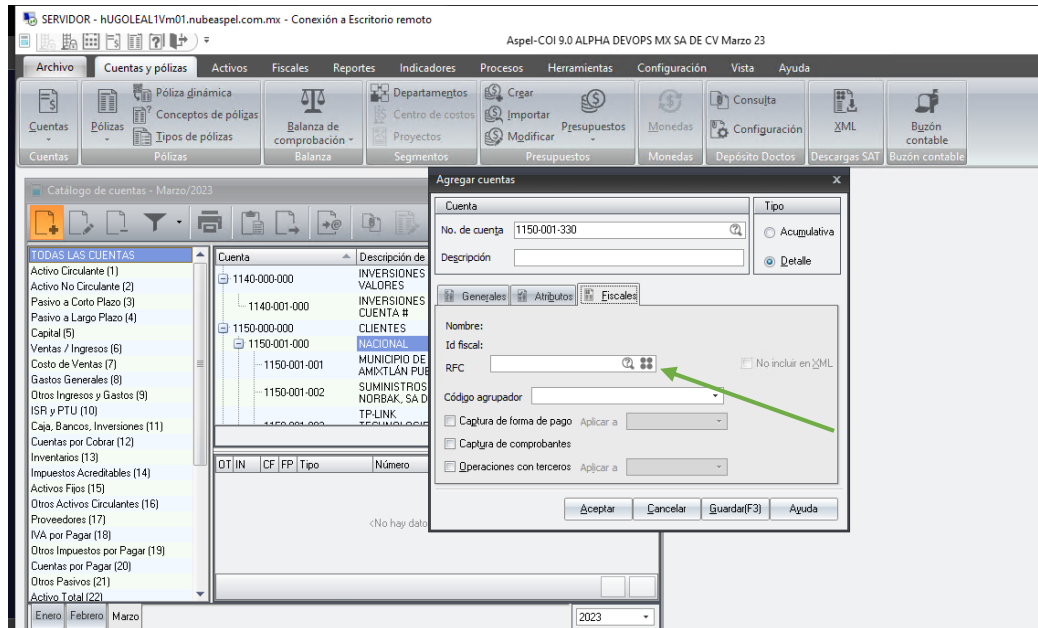 SERVIDOR - hUGOLEAL1Vm01.nubeaspel.com.mx - Conexión a Escritorio remoto
Aspel-COI 9.0 ALPHA DEVOPS MX SA DE CV Marzo 23
Archivo Cuentas y pólizas Activos Fiscales Reportes Indicadores Procesos Herramientas Configuración Vista Ayuda
Cuentas
Pólizas
Póliza dinámica
Conceptos de pólizas
Tipos de pólizas
Balanza de comprobación
Departamentos
Centro de costos
Proyectos
Crear
Importar
Modificar
Presupuestos
Monedas
Consulta
Configuración
XML
Buzón contable
Cuentas Pólizas Balanza Segmentos Presupuestos Monedas Depósito Doctos Descargas SAT Buzón contable
Catálogo de cuentas - Marzo/2023
TODAS LAS CUENTAS
Activo Circulante (1)
Activo No Circulante (2)
Pasivo a Corto Plazo (3)
Pasivo a Largo Plazo (4)
Capital (5)
Ventas / Ingresos (6)
Costo de Ventas (7)
Gastos Generales (8)
Otros Ingresos y Gastos (9)
ISR y PTU (10)
Caja, Bancos, Inversiones (11)
Cuentas por Cobrar (12)
Inventarios (13)
Impuestos Acreditables (14)
Activos Fijos (15)
Otros Activos Circulantes (16)
Proveedores (17)
IVA por Pagar (18)
Otros Impuestos por Pagar (19)
Cuentas por Pagar (20)
Otros Pasivos (21)
Activo Total (22)
Cuenta Descripción de
1140-000-000 INVERSIONES
VALORES
1140-001-000 INVERSIONES
CUENTA #
1150-000-000 CLIENTES
1150-001-000 NACIONAL
1150-001-001 MUNICIPIO DE
AMIXTLÁN PUE
1150-001-002 SUMINISTROS
NORBAK, SA D
TP-LINK
OT IN CF FP Tipo Número
<No hay dato
Enero Febrero Marzo
2023
Agregar cuentas x
Cuenta
No. de cuenta 1150-001-330
Descripción
Tipo
Acumulativa
Detalle
Generales Atributos Fiscales
Nombre:
Id fiscal:
RFC
No incluir en XML
Código agrupador
Captura de forma de pago Aplicar a
Captura de comprobantes
Operaciones con terceros Aplicar a
Aceptar Cancelar Guardar(F3) Ayuda